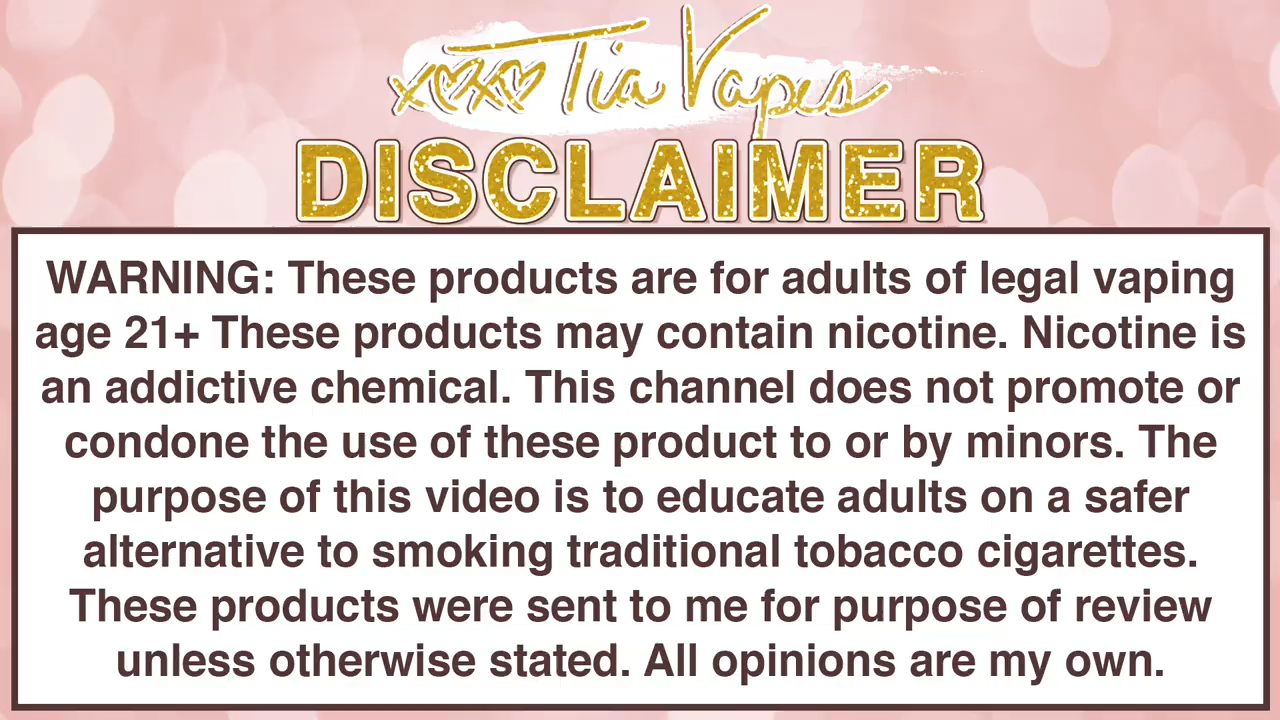 xoxo Tia Vapes
DISCLAIMER
WARNING: These products are for adults of legal vaping
age 21+ These products may contain nicotine. Nicotine is
an addictive chemical. This channel does not promote or
condone the use of these product to or by minors. The
purpose of this video is to educate adults on a safer
alternative to smoking traditional tobacco cigarettes.
These products were sent to me for purpose of review
unless otherwise stated. All opinions are my own.